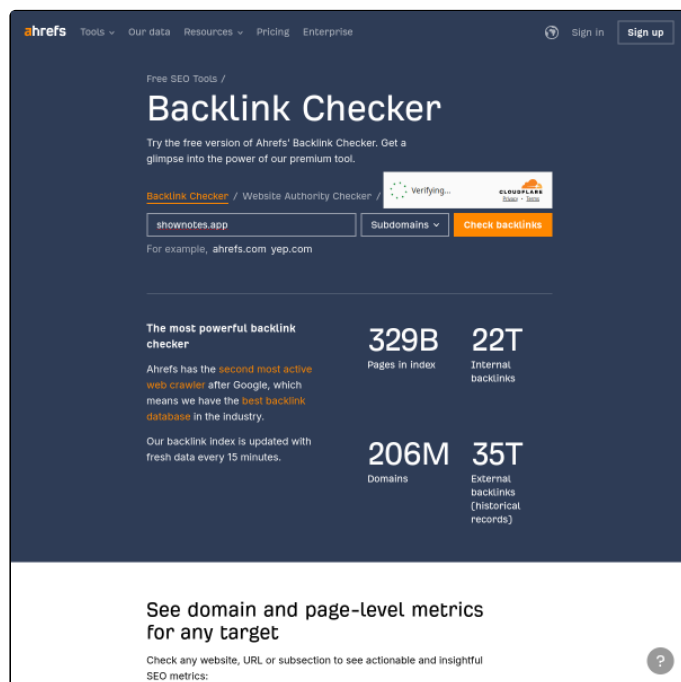 ahrefs Tools Our data Resources Pricing Enterprise Sign in Sign up
Free SEO Tools /
Backlink Checker
Try the free version of Ahrefs' Backlink Checker. Get a
glimpse into the power of our premium tool.
Verifying...
CLOUDFLARE
Privacy • Terms
Backlink Checker / Website Authority Checker /
shownotes.app
Subdomains
Check backlinks
For example, ahrefs.com yep.com
The most powerful backlink
checker
Ahrefs has the second most active
web crawler after Google, which
means we have the best backlink
database in the industry.
Our backlink index is updated with
fresh data every 15 minutes.
329B
Pages in index
22T
Internal
backlinks
206M
Domains
35T
External
backlinks
(historical
records)
See domain and page-level metrics
for any target
Check any website, URL or subsection to see actionable and insightful
SEO metrics:
?